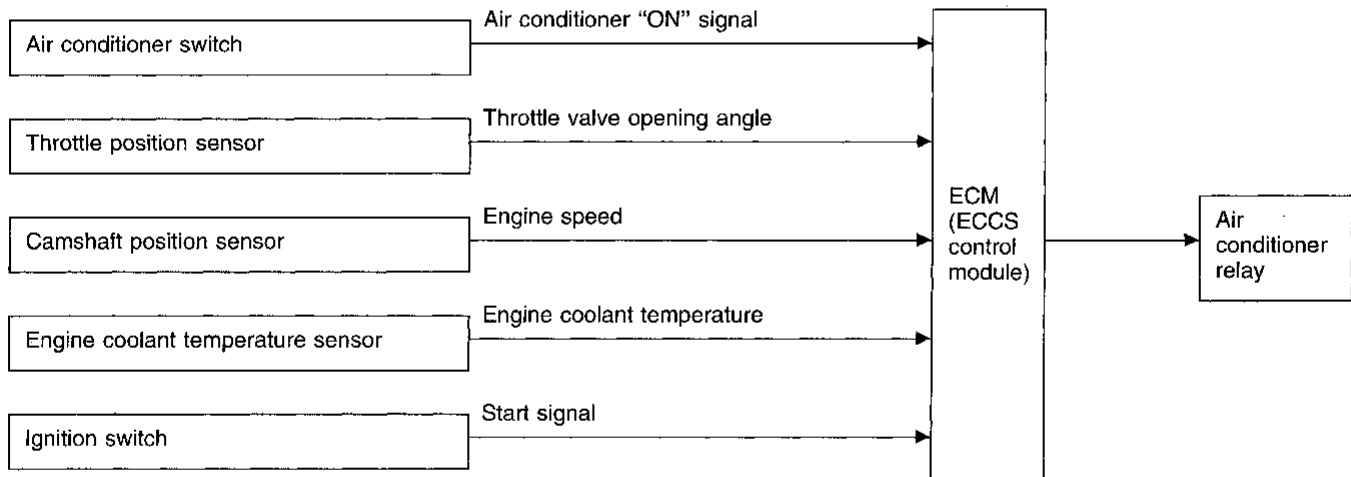 Air conditioner switch
Air conditioner “ON” signal
Throttle position sensor
Throttle valve opening angle
Camshaft position sensor
Engine speed
Engine coolant temperature sensor
Engine coolant temperature
Ignition switch
Start signal
ECM
(ECCS
control
module)
Air
conditioner
relay